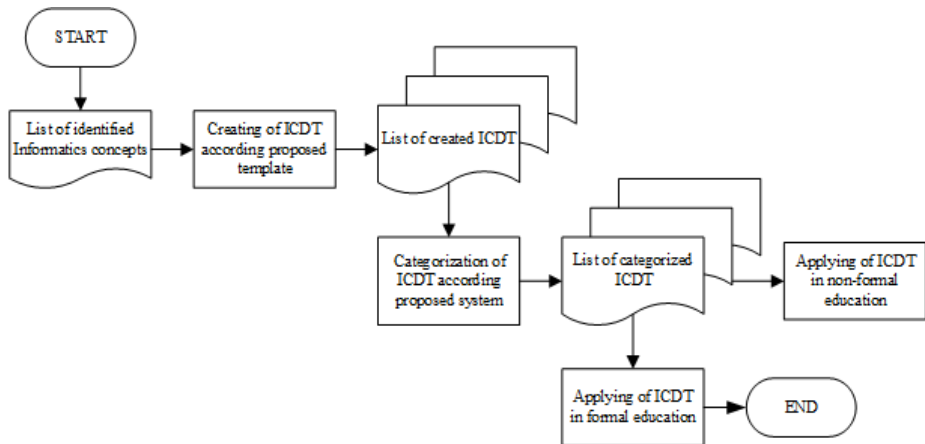 START
List of identified
Informatics concepts
Creating of ICDT
according proposed
template
List of created ICDT
Categorization of
ICDT according
proposed system
List of categorized
ICDT
Applying of ICDT
in non-formal
education
Applying of ICDT
in formal education
END